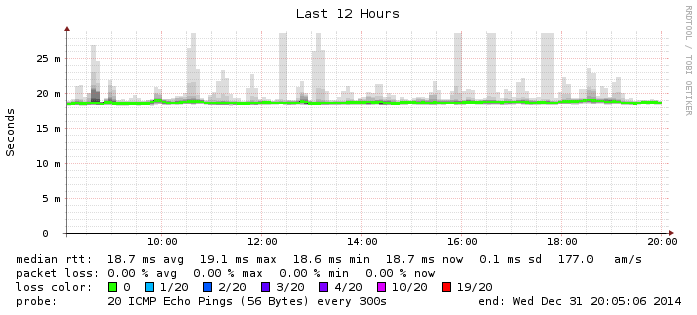 Last 12 Hours
RRDTOOL / TOBI OETIKER
Seconds
25 m
20 m
15 m
10 m
5 m
0
10:00 12:00 14:00 16:00 18:00 20:00
median rtt: 18.7 ms avg 19.1 ms max 18.6 ms min 18.7 ms now 0.1 ms sd 177.0 am/s
packet loss: 0.00 % avg 0.00 % max 0.00 % min 0.00 % now
loss color: 0 1/20 2/20 3/20 4/20 10/20 19/20
probe: 20 ICMP Echo Pings (56 Bytes) every 300s end: Wed Dec 31 20:05:06 2014